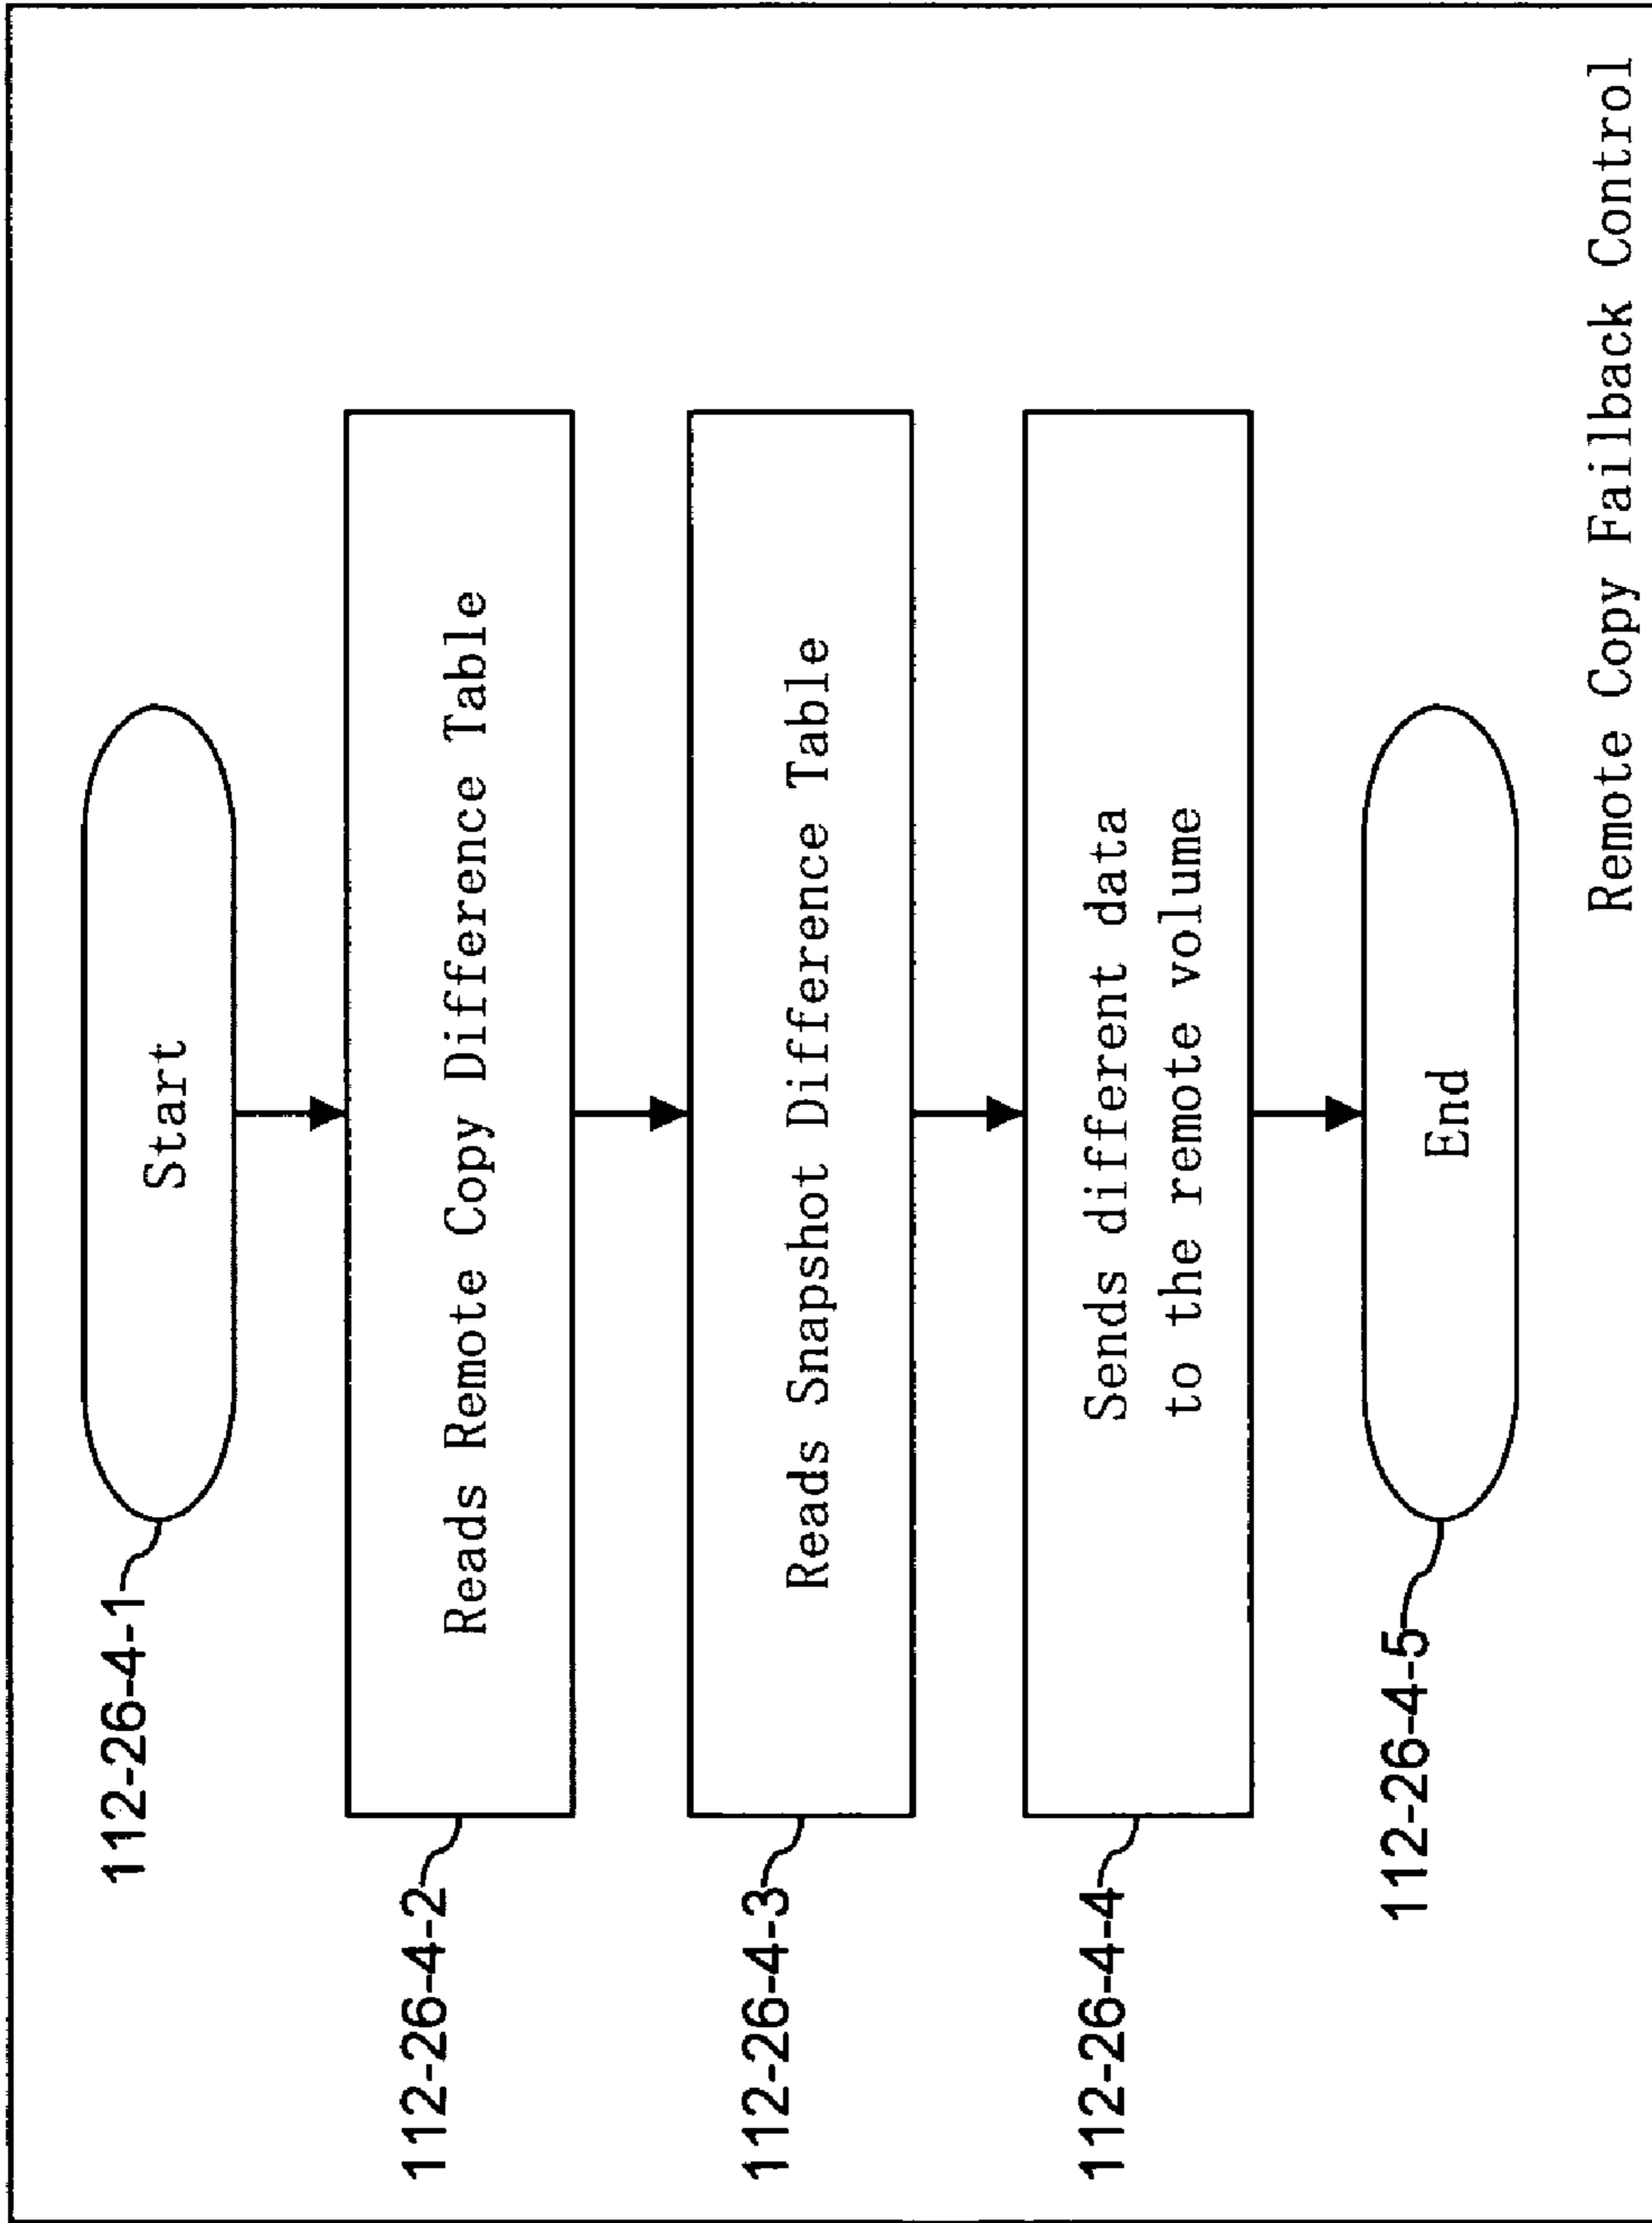 112-26-4-1
Start
112-26-4-2
Reads Remote Copy Difference Table
112-26-4-3
Reads Snapshot Difference Table
112-26-4-4
Sends different data
to the remote volume
112-26-4-5
End
Remote Copy Failback Control